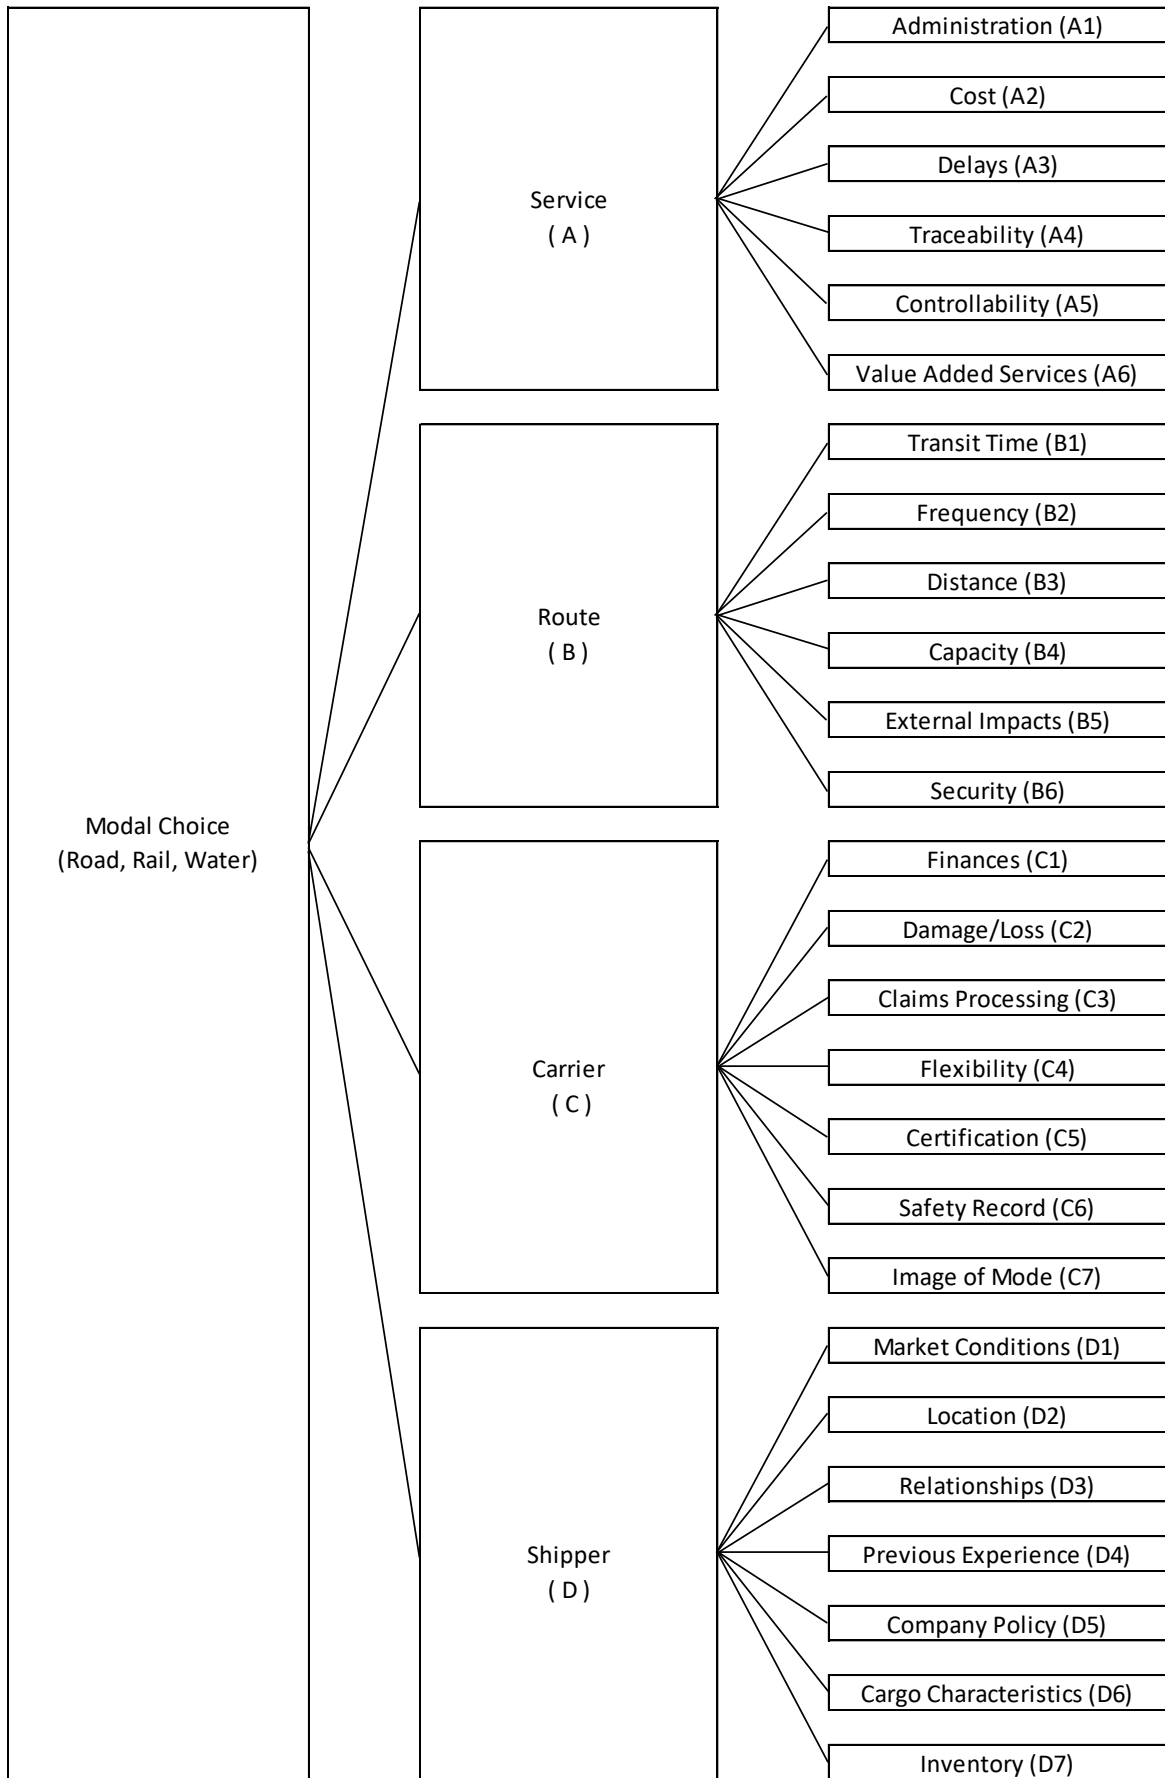 Modal Choice
(Road, Rail, Water)
Service
( A )
Administration (A1)
Cost (A2)
Delays (A3)
Traceability (A4)
Controllability (A5)
Value Added Services (A6)
Route
( B )
Transit Time (B1)
Frequency (B2)
Distance (B3)
Capacity (B4)
External Impacts (B5)
Security (B6)
Carrier
( C )
Finances (C1)
Damage/Loss (C2)
Claims Processing (C3)
Flexibility (C4)
Certification (C5)
Safety Record (C6)
Image of Mode (C7)
Shipper
( D )
Market Conditions (D1)
Location (D2)
Relationships (D3)
Previous Experience (D4)
Company Policy (D5)
Cargo Characteristics (D6)
Inventory (D7)